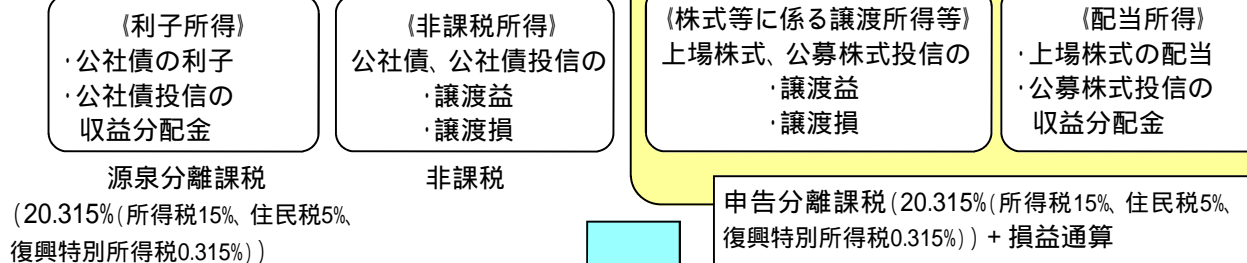 《利子所得》
・公社債の利子
・公社債投信の
収益分配金
《非課税所得》
公社債、公社債投信の
・譲渡益
・譲渡損
《株式等に係る譲渡所得等》
上場株式、公募株式投信の
・譲渡益
・譲渡損
《配当所得》
・上場株式の配当
・公募株式投信の
収益分配金
源泉分離課税
(20.315%(所得税15%、住民税5%、
復興特別所得税0.315%))
非課税
申告分離課税(20.315%(所得税15%、住民税5%、
復興特別所得税0.315%))+損益通算